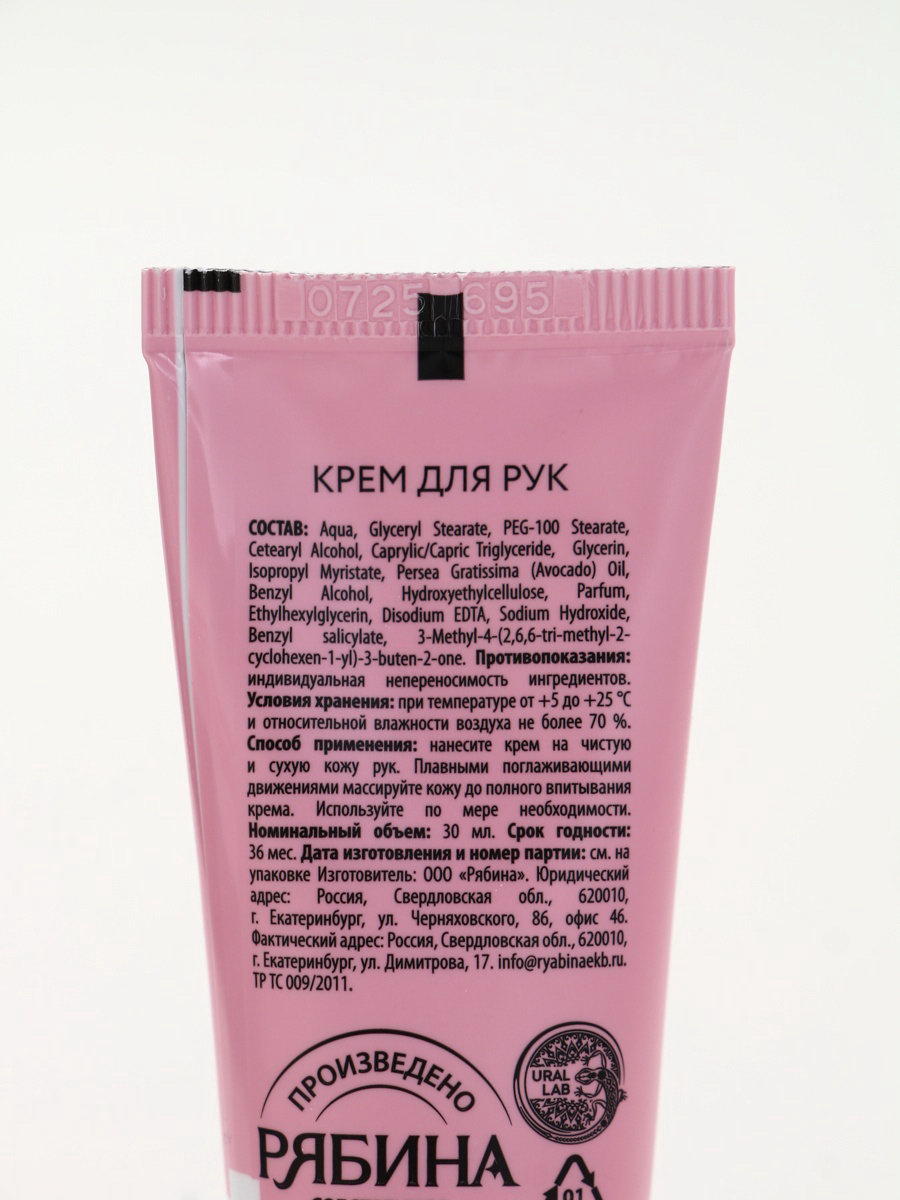 0725 695
КРЕМ ДЛЯ РУК
СОСТАВ: Aqua, Glyceryl Stearate, PEG-100 Stearate,
Cetearyl Alcohol, Caprylic/Capric Triglyceride, Glycerin,
Isopropyl Myristate, Persea Gratissima (Avocado) Oil,
Benzyl Alcohol, Hydroxyethylcellulose, Parfum,
Ethylhexylglycerin, Disodium EDTA, Sodium Hydroxide,
Benzyl salicylate, 3-Methyl-4-(2,6,6-tri-methyl-2-
cyclohexen-1-yl)-3-buten-2-one. Противопоказания:
индивидуальная непереносимость ингредиентов.
Условия хранения: при температуре от +5 до +25 °С
и относительной влажности воздуха не более 70 %.
Способ применения: нанесите крем на чистую
и сухую кожу рук. Плавными поглаживающими
движениями массируйте кожу до полного впитывания
крема. Используйте по мере необходимости.
Номинальный объем: 30 мл. Срок годности:
36 мес. Дата изготовления и номер партии: см. на
упаковке Изготовитель: ООО «Рябина». Юридический
адрес: Россия, Свердловская обл., 620010,
г. Екатеринбург, ул. Черняховского, 86, офис 46.
Фактический адрес: Россия, Свердловская обл., 620010,
г. Екатеринбург, ул. Димитрова, 17. info@ryabinaekb.ru.
ТР ТС 009/2011.
ПРОИЗВЕДЕНО
РЯБИНА
URAL
LAB
01